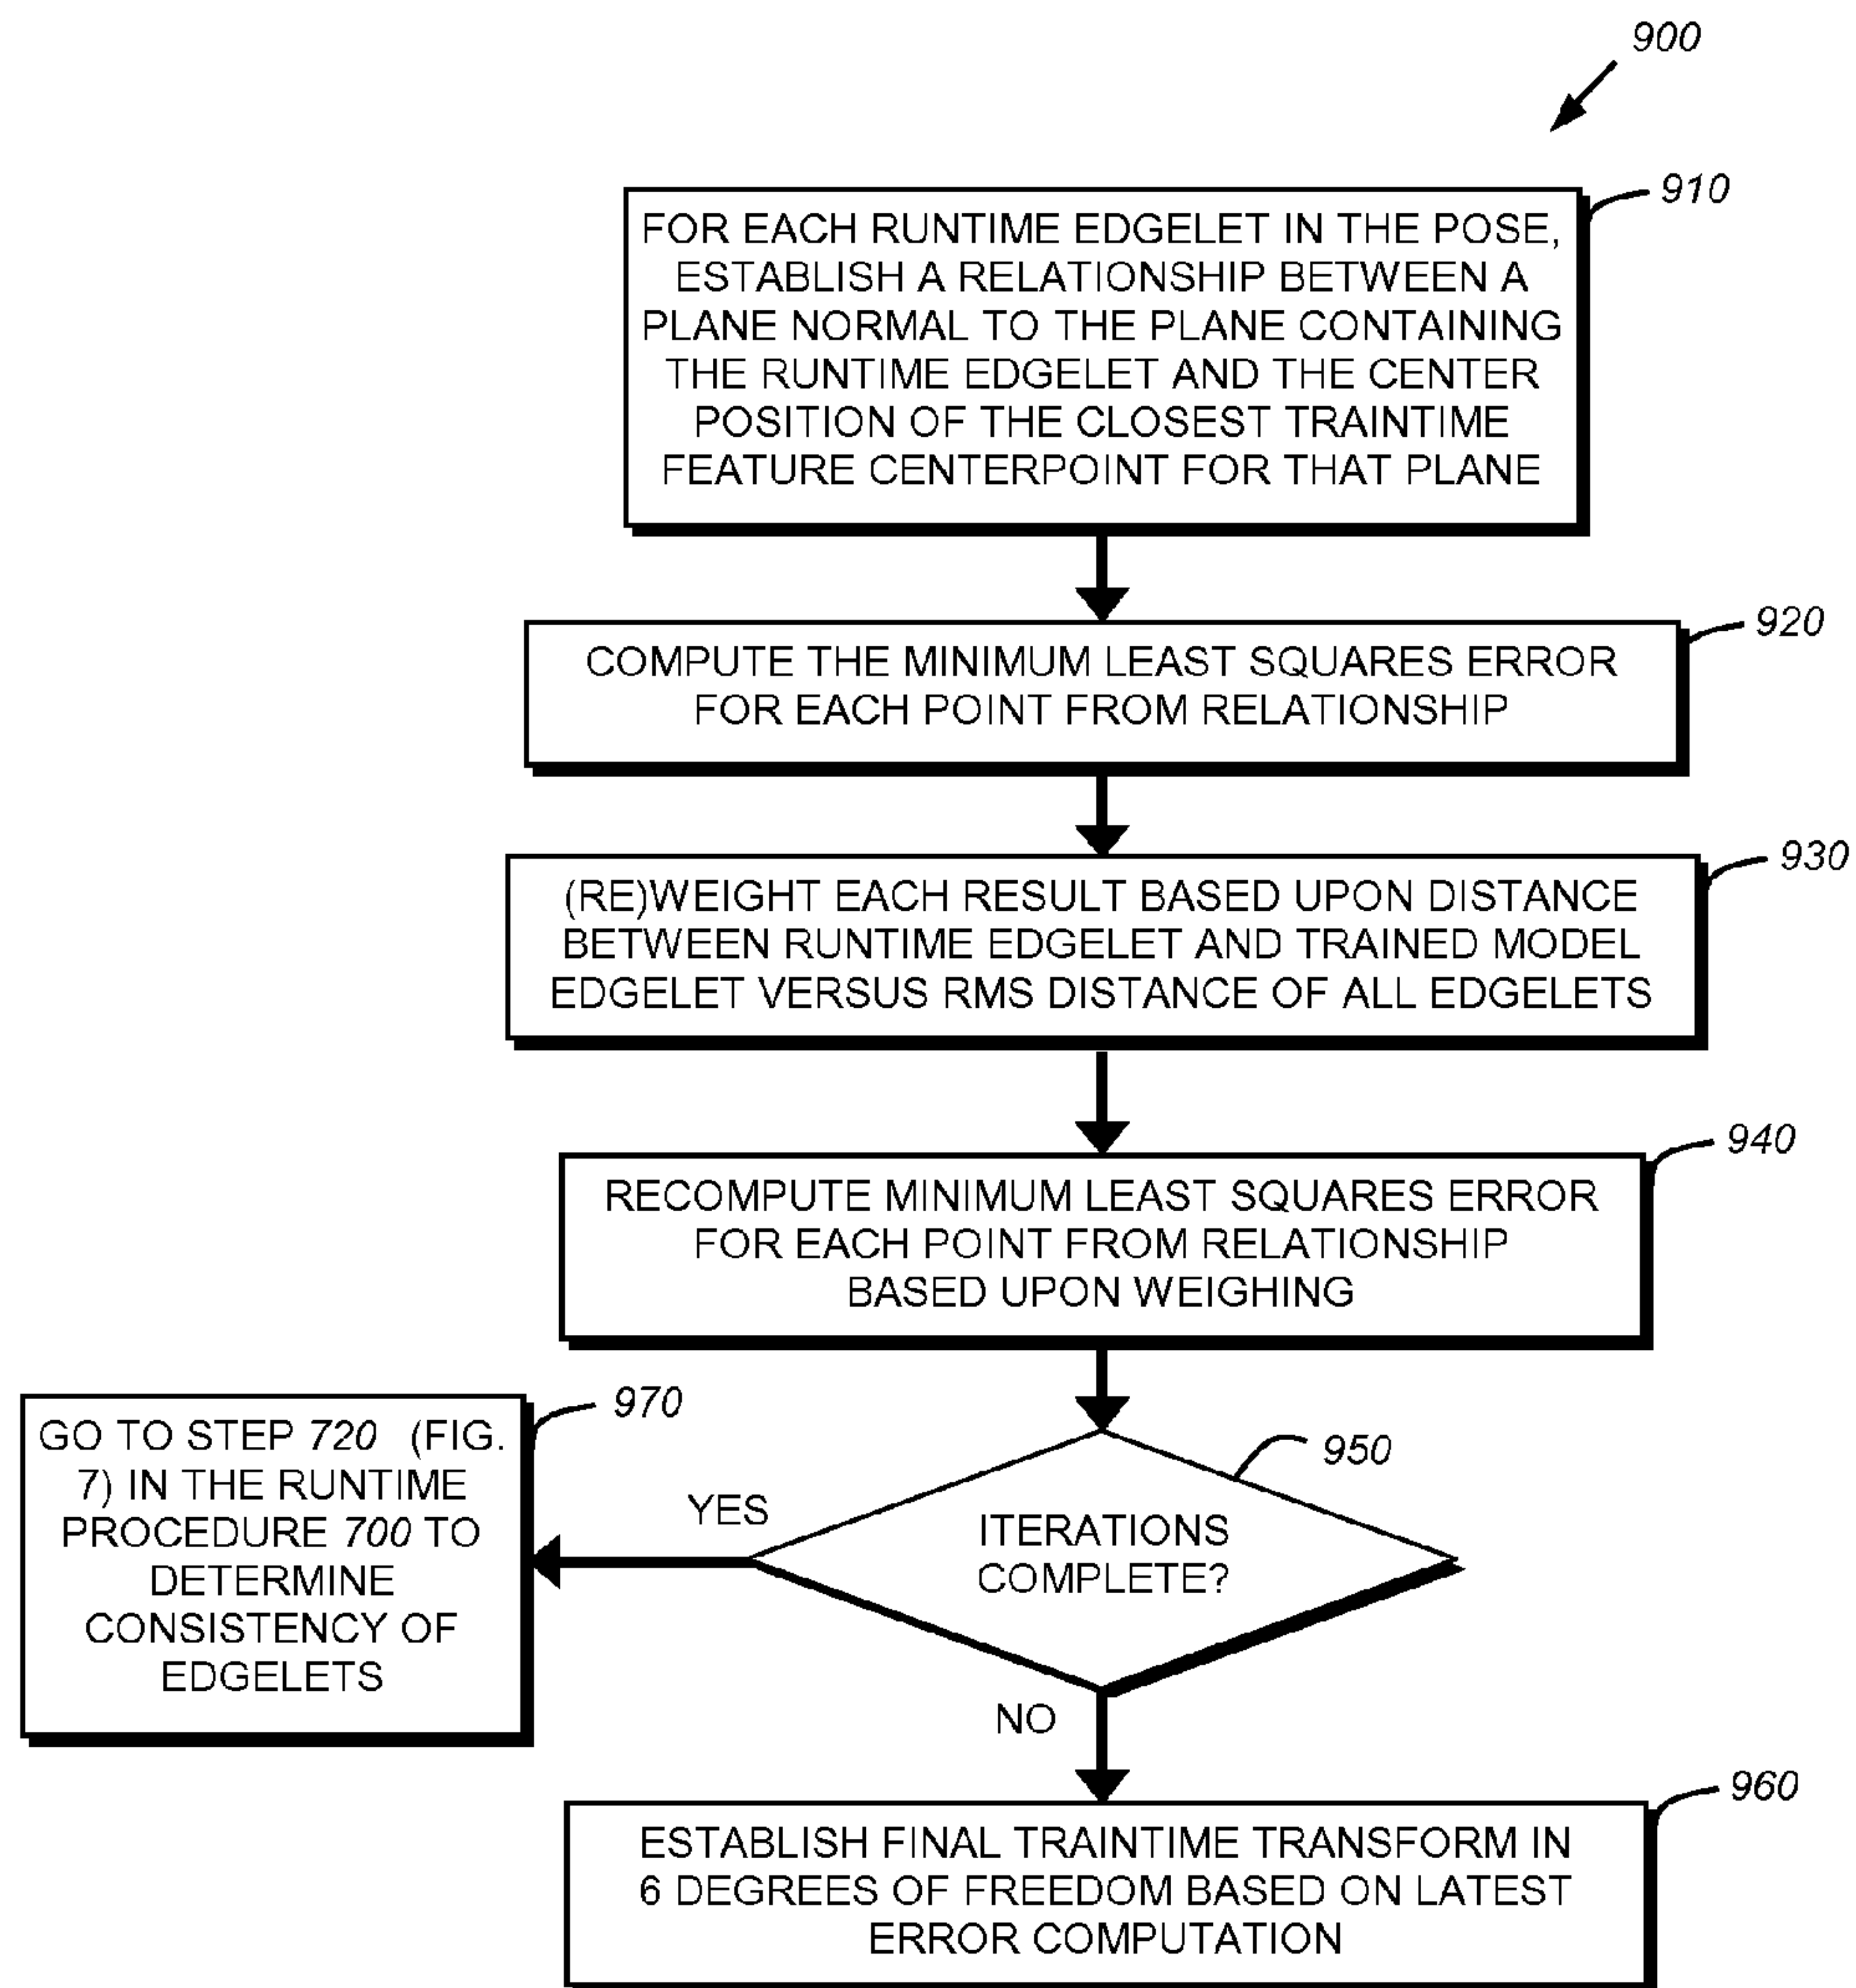 900
910
FOR EACH RUNTIME EDGELET IN THE POSE,
ESTABLISH A RELATIONSHIP BETWEEN A
PLANE NORMAL TO THE PLANE CONTAINING
THE RUNTIME EDGELET AND THE CENTER
POSITION OF THE CLOSEST TRAINTIME
FEATURE CENTERPOINT FOR THAT PLANE
920
COMPUTE THE MINIMUM LEAST SQUARES ERROR
FOR EACH POINT FROM RELATIONSHIP
930
(RE)WEIGHT EACH RESULT BASED UPON DISTANCE
BETWEEN RUNTIME EDGELET AND TRAINED MODEL
EDGELET VERSUS RMS DISTANCE OF ALL EDGELETS
940
RECOMPUTE MINIMUM LEAST SQUARES ERROR
FOR EACH POINT FROM RELATIONSHIP
BASED UPON WEIGHING
950
ITERATIONS
COMPLETE?
YES
970
GO TO STEP 720 (FIG.
7) IN THE RUNTIME
PROCEDURE 700 TO
DETERMINE
CONSISTENCY OF
EDGELETS
NO
960
ESTABLISH FINAL TRAINTIME TRANSFORM IN
6 DEGREES OF FREEDOM BASED ON LATEST
ERROR COMPUTATION